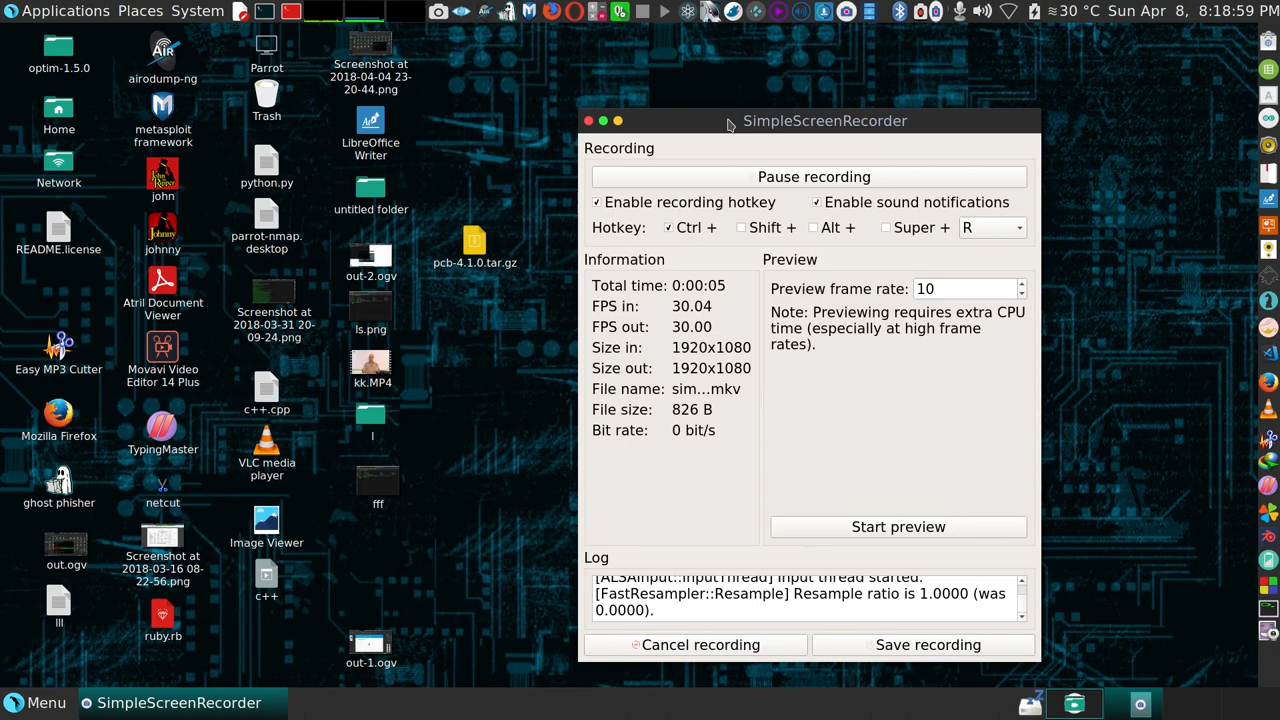 Applications Places System
30 °C Sun Apr 8, 8:18:59 PM
optim-1.5.0
Home
Network
README.license
Easy MP3 Cutter
Mozilla Firefox
ghost phisher
out.ogv
lll
airodump-ng
metasploit
framework
john
johnny
Atril Document
Viewer
Movavi Video
Editor 14 Plus
TypingMaster
netcut
Screenshot at
2018-03-16 08-
22-56.png
ruby.rb
Parrot
Trash
python.py
parrot-nmap.
desktop
Screenshot at
2018-03-31 20-
09-24.png
c++.cpp
VLC media
player
Image Viewer
c++
Screenshot at
2018-04-04 23-
20-44.png
LibreOffice
Writer
untitled folder
out-2.ogv
ls.png
kk.MP4
l
fff
out-1.ogv
pcb-4.1.0.tar.gz
SimpleScreenRecorder
Recording
Pause recording
Enable recording hotkey
Enable sound notifications
Hotkey: Ctrl + Shift + Alt + Super + R
Information
Total time: 0:00:05
FPS in: 30.04
FPS out: 30.00
Size in: 1920x1080
Size out: 1920x1080
File name: sim...mkv
File size: 826 B
Bit rate: 0 bit/s
Preview
Preview frame rate: 10
Note: Previewing requires extra CPU
time (especially at high frame
rates).
Start preview
Log
[ALSAInput::InputThread] Input thread started.
[FastResampler::Resample] Resample ratio is 1.0000 (was
0.0000).
Cancel recording
Save recording
Menu
SimpleScreenRecorder